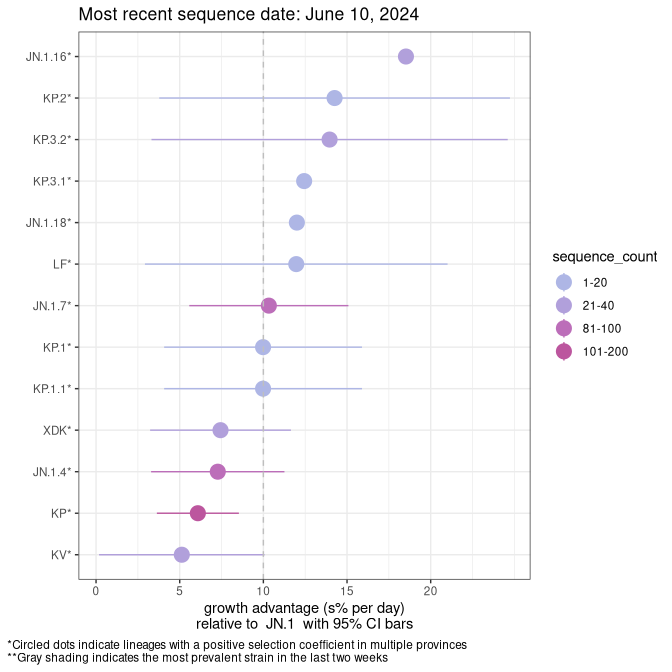 Most recent sequence date: June 10, 2024
JN.1.16*
KP.2*
KP.3.2*
KP.3.1*
JN.1.18*
LF*
JN.1.7*
KP.1*
KP.1.1*
XDK*
JN.1.4*
KP*
KV*
0 5 10 15 20
growth advantage (s% per day)
relative to JN.1 with 95% CI bars
sequence_count
1-20
21-40
81-100
101-200
*Circled dots indicate lineages with a positive selection coefficient in multiple provinces
**Gray shading indicates the most prevalent strain in the last two weeks